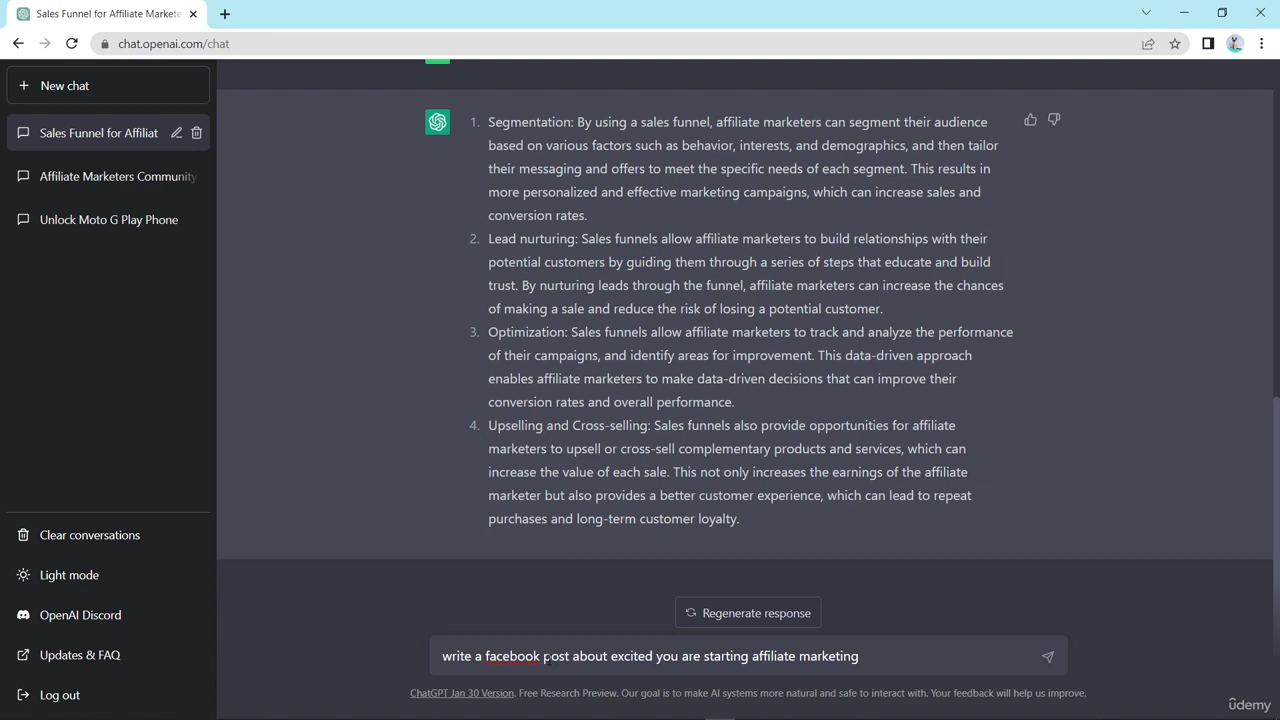 Sales Funnel for Affiliate Markete
chat.openai.com/chat
New chat
Sales Funnel for Affiliat
Affiliate Marketers Community
Unlock Moto G Play Phone
Clear conversations
Light mode
OpenAI Discord
Updates & FAQ
Log out
1. Segmentation: By using a sales funnel, affiliate marketers can segment their audience
based on various factors such as behavior, interests, and demographics, and then tailor
their messaging and offers to meet the specific needs of each segment. This results in
more personalized and effective marketing campaigns, which can increase sales and
conversion rates.
2. Lead nurturing: Sales funnels allow affiliate marketers to build relationships with their
potential customers by guiding them through a series of steps that educate and build
trust. By nurturing leads through the funnel, affiliate marketers can increase the chances
of making a sale and reduce the risk of losing a potential customer.
3. Optimization: Sales funnels allow affiliate marketers to track and analyze the performance
of their campaigns, and identify areas for improvement. This data-driven approach
enables affiliate marketers to make data-driven decisions that can improve their
conversion rates and overall performance.
4. Upselling and Cross-selling: Sales funnels also provide opportunities for affiliate
marketers to upsell or cross-sell complementary products and services, which can
increase the value of each sale. This not only increases the earnings of the affiliate
marketer but also provides a better customer experience, which can lead to repeat
purchases and long-term customer loyalty.
Regenerate response
write a facebook post about excited you are starting affiliate marketing
ChatGPT Jan 30 Version. Free Research Preview. Our goal is to make AI systems more natural and safe to interact with. Your feedback will help us improve.
ûdemy